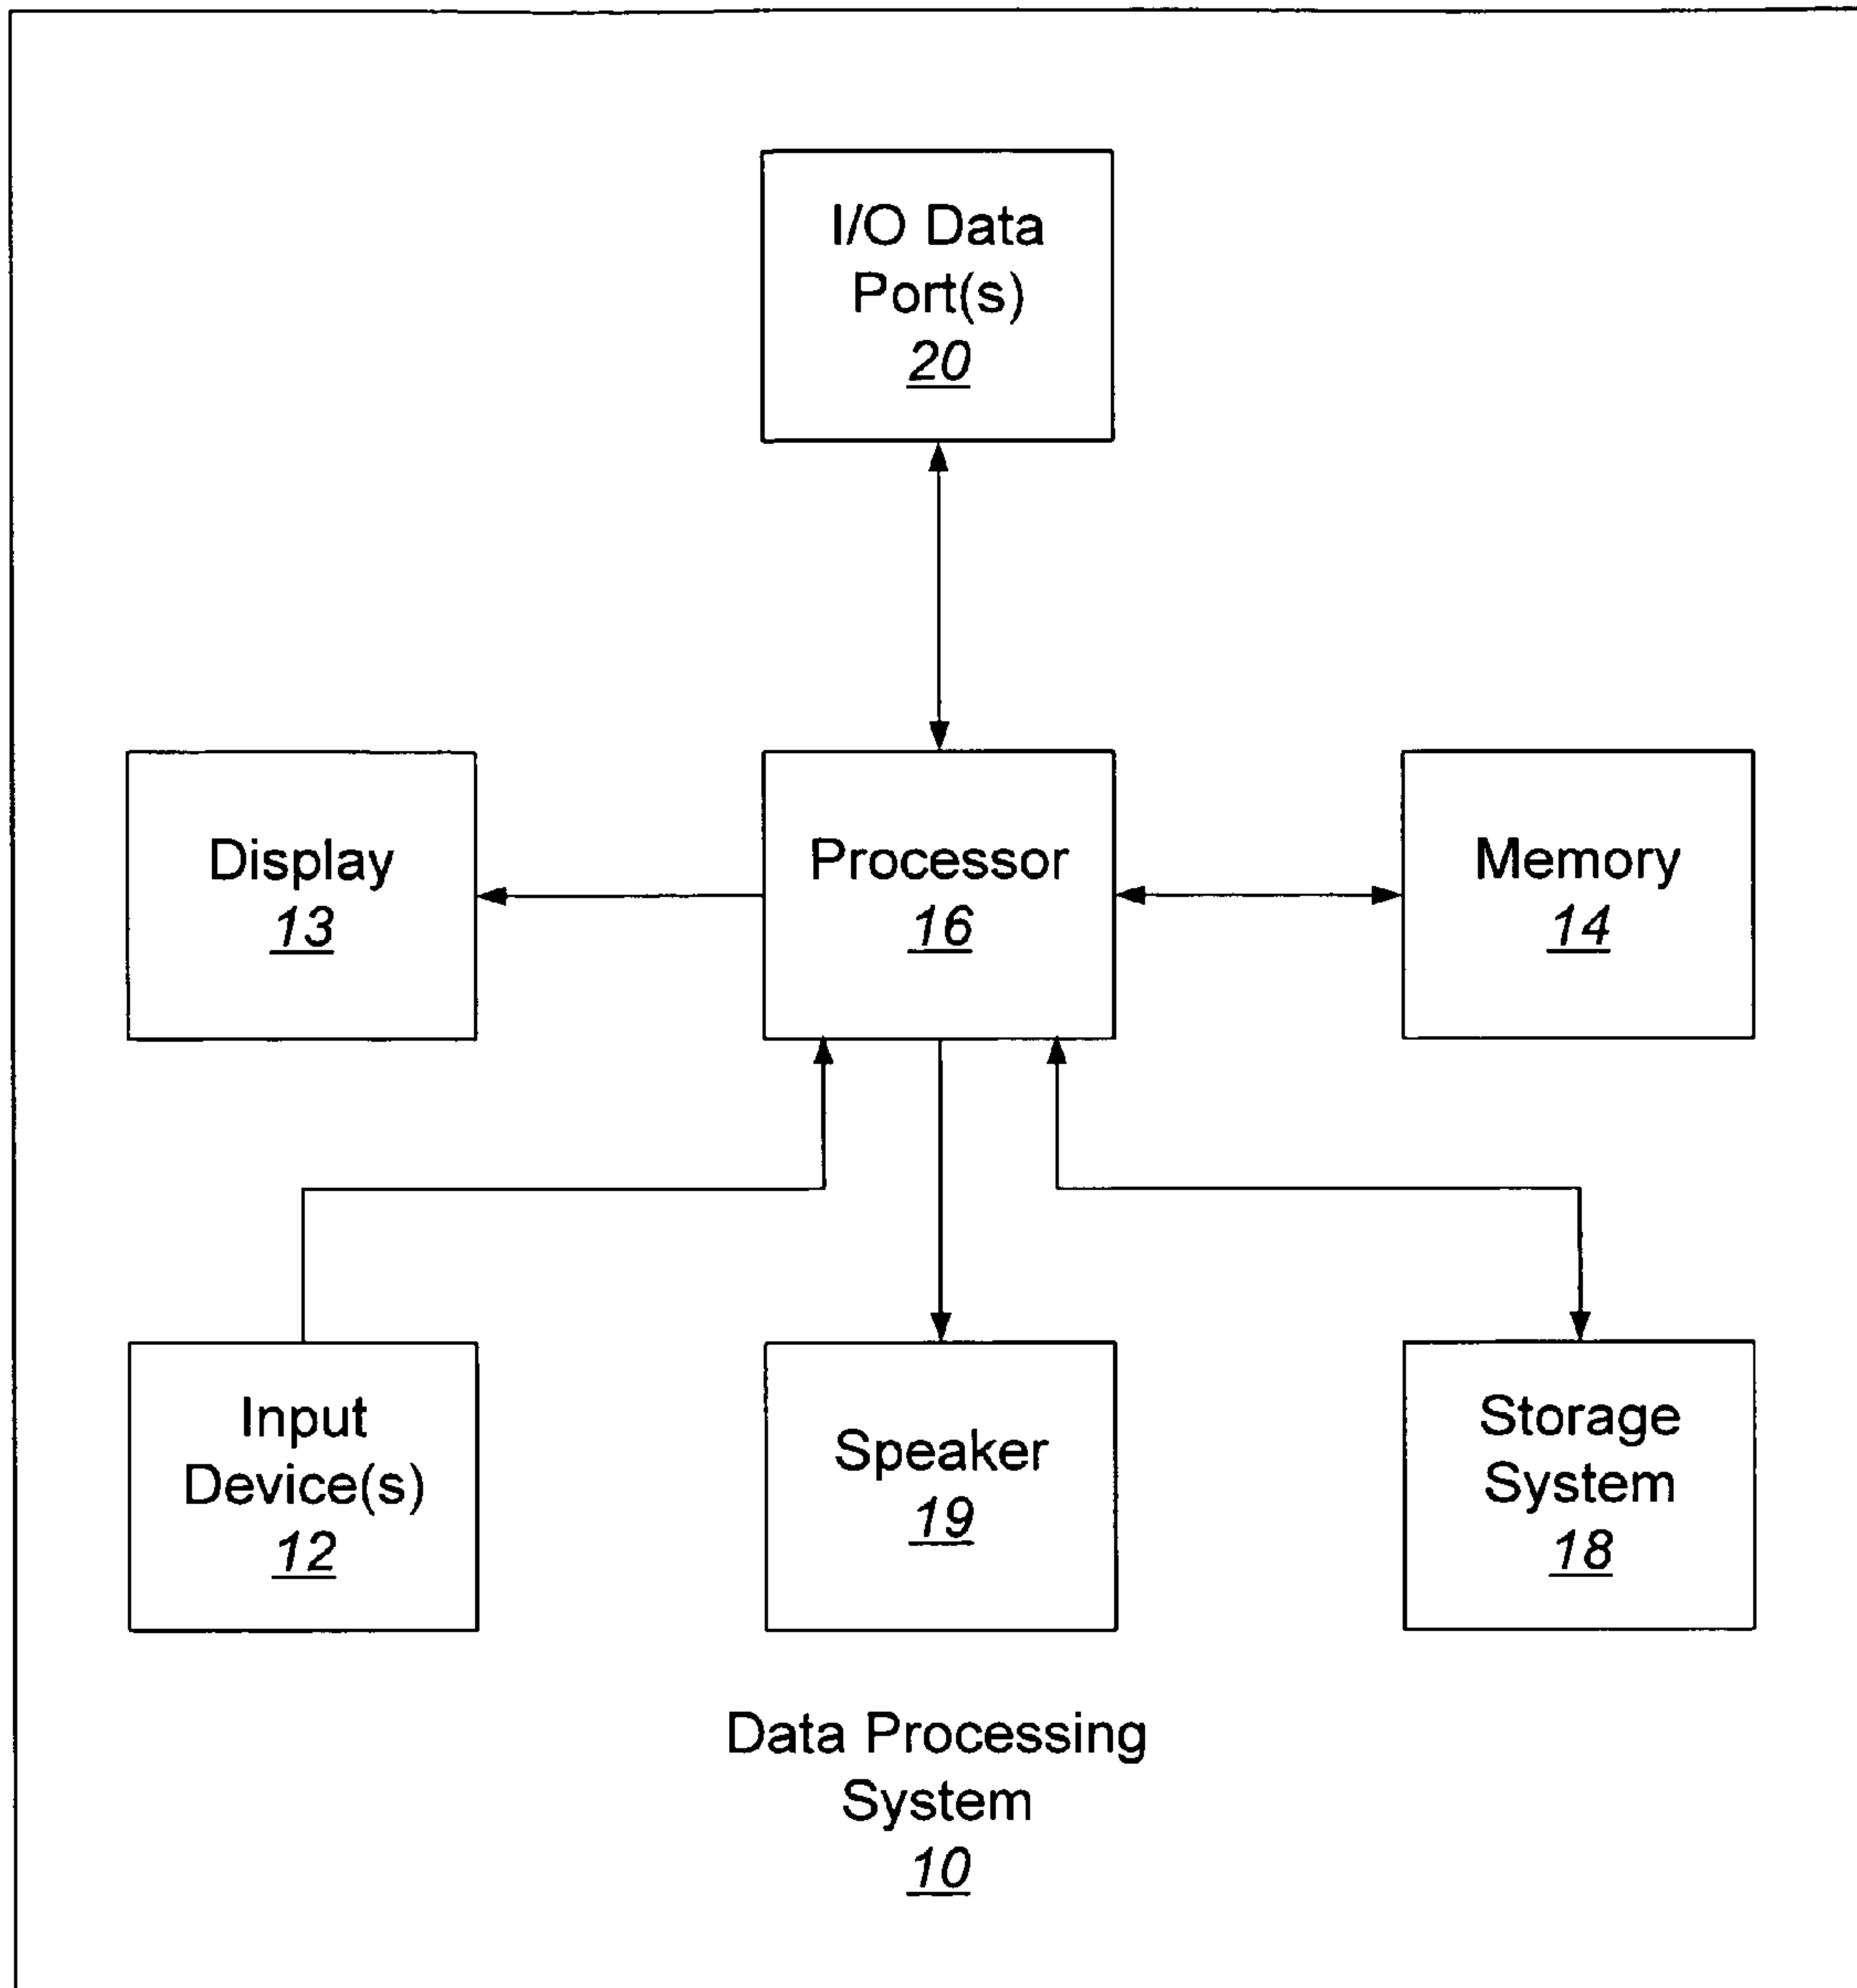 I/O Data
Port(s)
20
Display
13
Processor
16
Memory
14
Input
Device(s)
12
Speaker
19
Storage
System
18
Data Processing
System
10